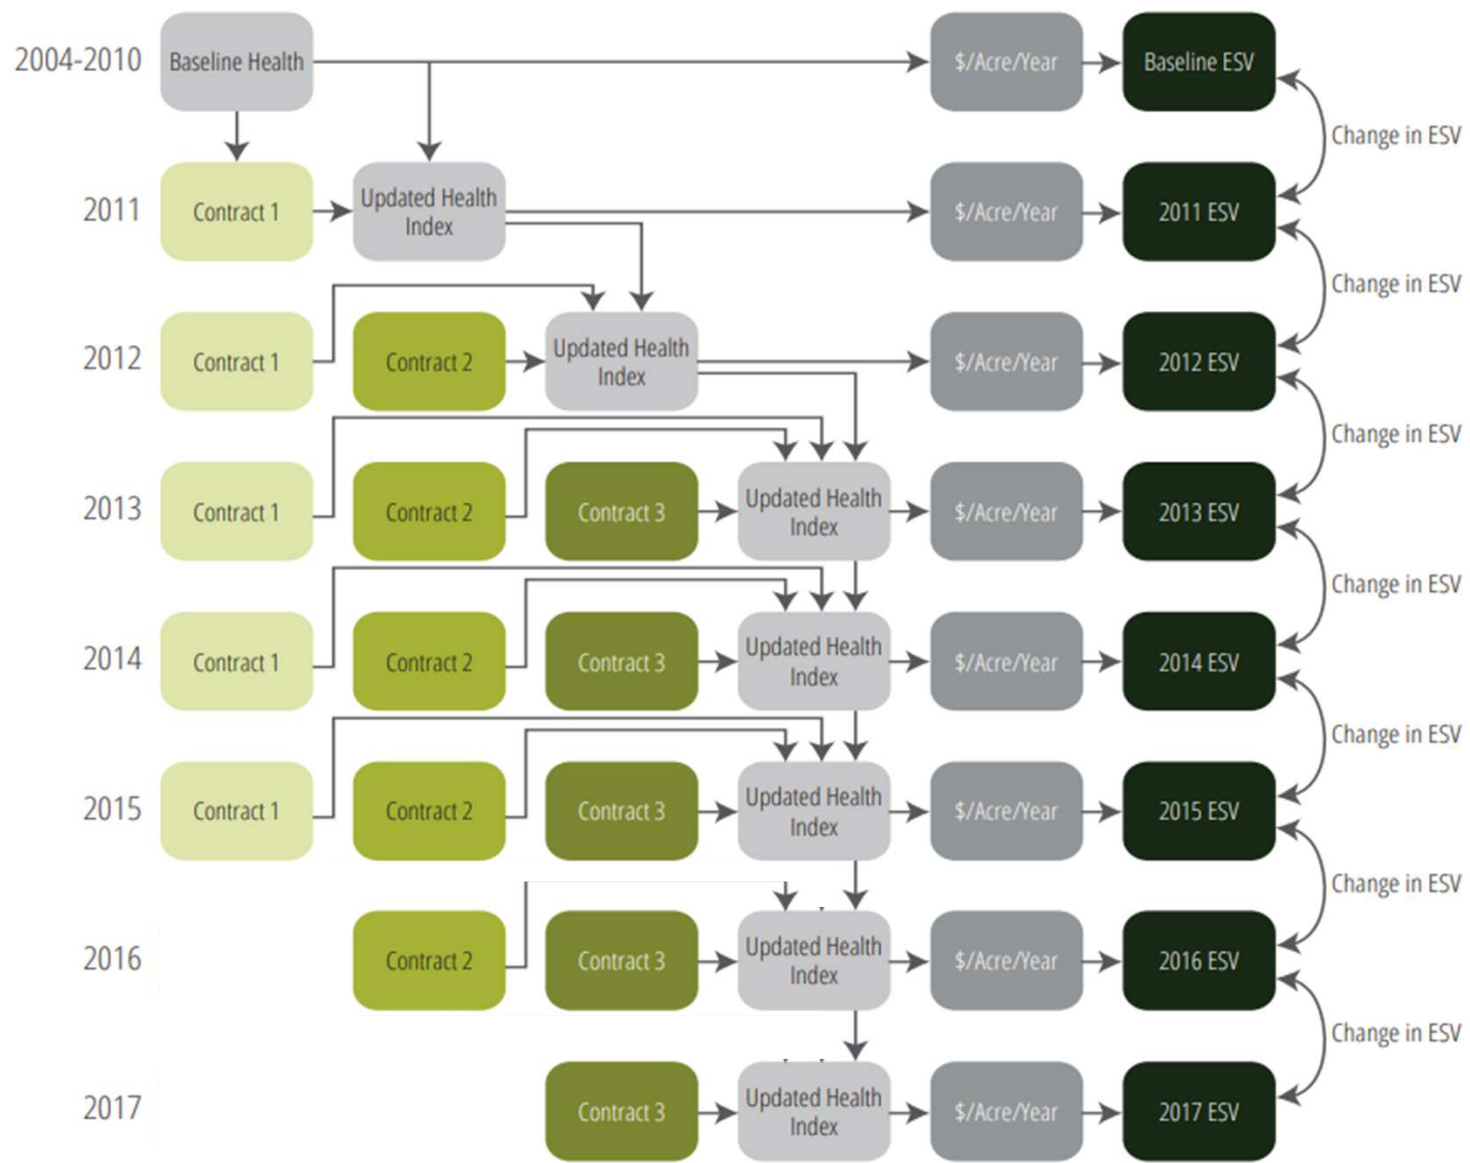 2004-2010
Baseline Health
$/Acre/Year
Baseline ESV
Change in ESV
2011
Contract 1
Updated Health
Index
$/Acre/Year
2011 ESV
Change in ESV
2012
Contract 1
Contract 2
Updated Health
Index
$/Acre/Year
2012 ESV
Change in ESV
2013
Contract 1
Contract 2
Contract 3
Updated Health
Index
$/Acre/Year
2013 ESV
Change in ESV
2014
Contract 1
Contract 2
Contract 3
Updated Health
Index
$/Acre/Year
2014 ESV
Change in ESV
2015
Contract 1
Contract 2
Contract 3
Updated Health
Index
$/Acre/Year
2015 ESV
Change in ESV
2016
Contract 2
Contract 3
Updated Health
Index
$/Acre/Year
2016 ESV
Change in ESV
2017
Contract 3
Updated Health
Index
$/Acre/Year
2017 ESV